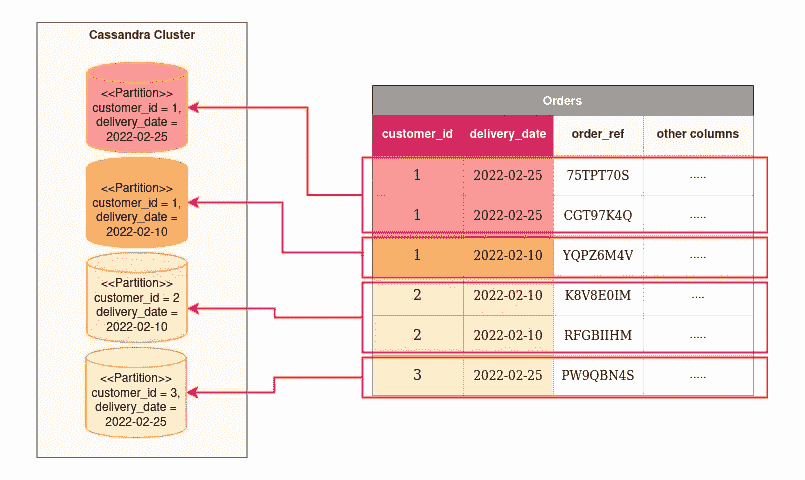 Cassandra Cluster
<<Partition>>
customer_id = 1,
delivery_date =
2022-02-25
<<Partition>>
customer_id = 1,
delivery_date =
2022-02-10
<<Partition>>
customer_id = 2
delivery_date =
2022-02-10
<<Partition>>
customer_id = 3,
delivery_date =
2022-02-25
Orders
customer_id delivery_date order_ref other columns
1 2022-02-25 75TPT70S .....
1 2022-02-25 CGT97K4Q .....
1 2022-02-10 YQPZ6M4V .....
2 2022-02-10 K8V8E0IM ....
2 2022-02-10 RFGBIIHM .....
3 2022-02-25 PW9QBN4S .....